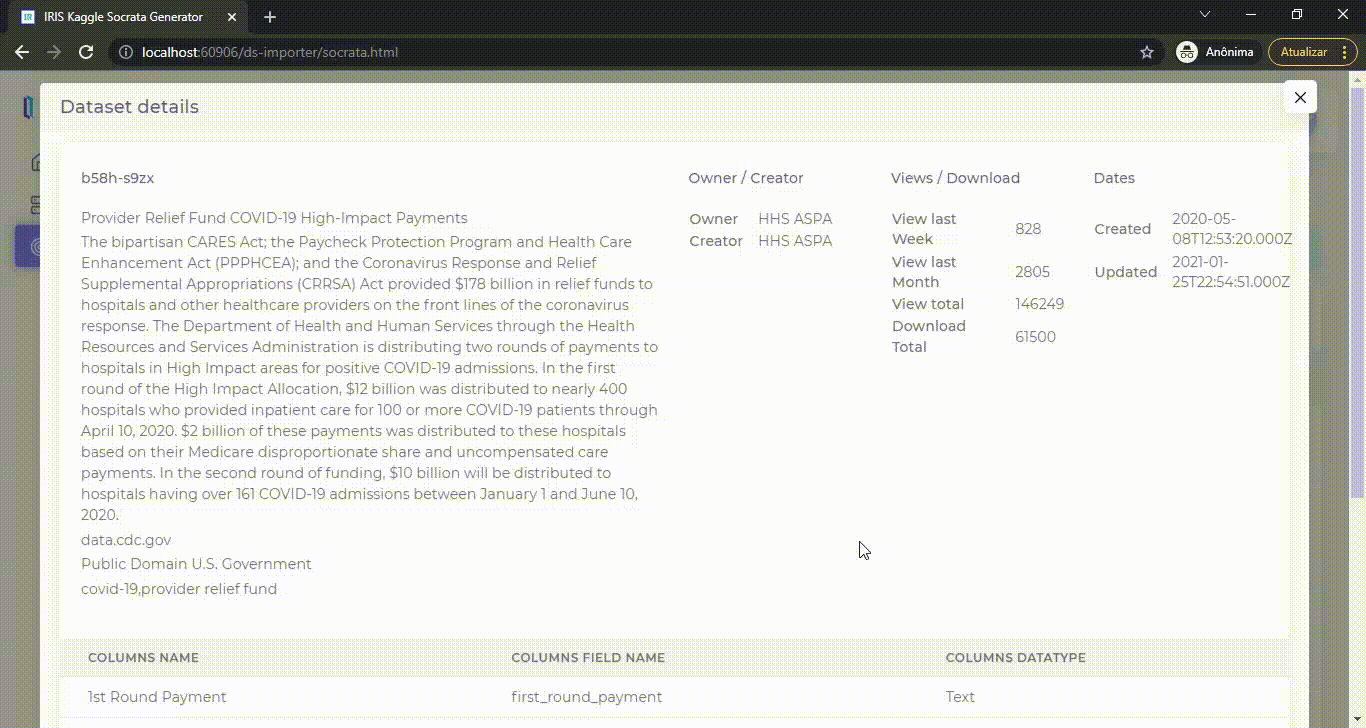 IRIS Kaggle Socrata Generator
localhost:60906/ds-importer/socrata.html
Anônima
Atualizar
Dataset details
b58h-s9zx
Provider Relief Fund COVID-19 High-Impact Payments
The bipartisan CARES Act; the Paycheck Protection Program and Health Care
Enhancement Act (PPPHCEA); and the Coronavirus Response and Relief
Supplemental Appropriations (CRRSA) Act provided $178 billion in relief funds to
hospitals and other healthcare providers on the front lines of the coronavirus
response. The Department of Health and Human Services through the Health
Resources and Services Administration is distributing two rounds of payments to
hospitals in High Impact areas for positive COVID-19 admissions. In the first
round of the High Impact Allocation, $12 billion was distributed to nearly 400
hospitals who provided inpatient care for 100 or more COVID-19 patients through
April 10, 2020. $2 billion of these payments was distributed to these hospitals
based on their Medicare disproportionate share and uncompensated care
payments. In the second round of funding, $10 billion will be distributed to
hospitals having over 161 COVID-19 admissions between January 1 and June 10,
2020.
data.cdc.gov
Public Domain U.S. Government
covid-19,provider relief fund
Owner / Creator
Owner HHS ASPA
Creator HHS ASPA
Views / Download
View last
Week 828
View last
Month 2805
View total 146249
Download
Total 61500
Dates
Created 2020-05-
08T12:53:20.000Z
Updated 2021-01-
25T22:54:51.000Z
COLUMNS NAME COLUMNS FIELD NAME COLUMNS DATATYPE
1st Round Payment first_round_payment Text